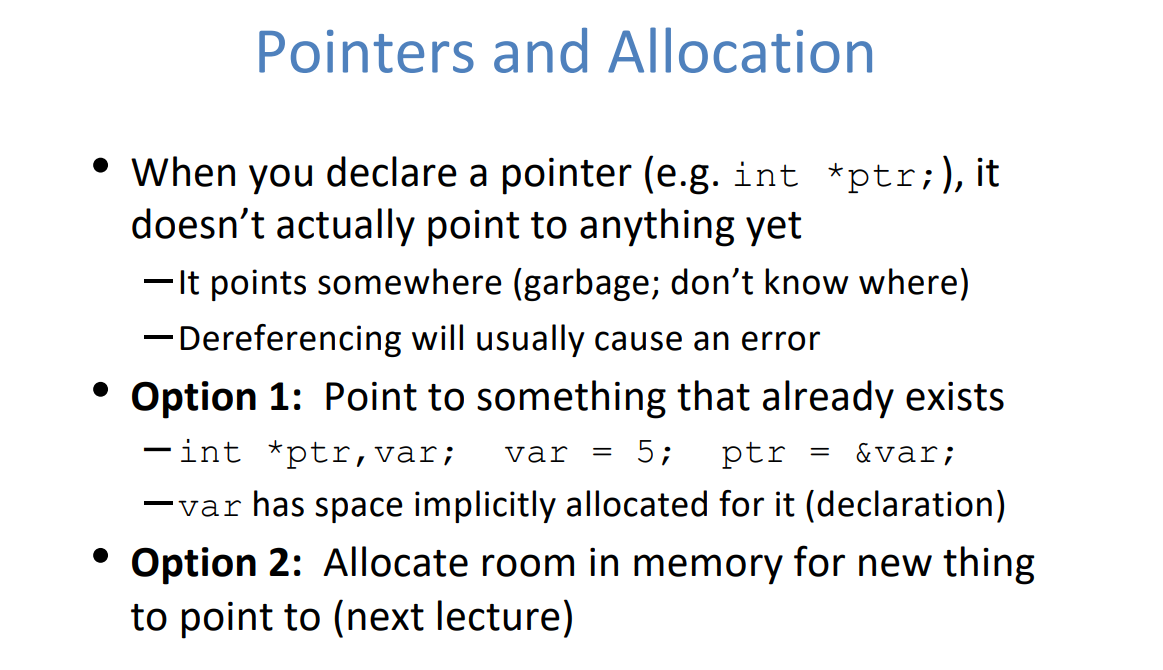 Pointers and Allocation
• When you declare a pointer (e.g. int *ptr;), it
doesn’t actually point to anything yet
—It points somewhere (garbage; don’t know where)
—Dereferencing will usually cause an error
• Option 1:  Point to something that already exists
—int *ptr,var;  var = 5;  ptr = &var;
—var has space implicitly allocated for it (declaration)
• Option 2:  Allocate room in memory for new thing
to point to (next lecture)